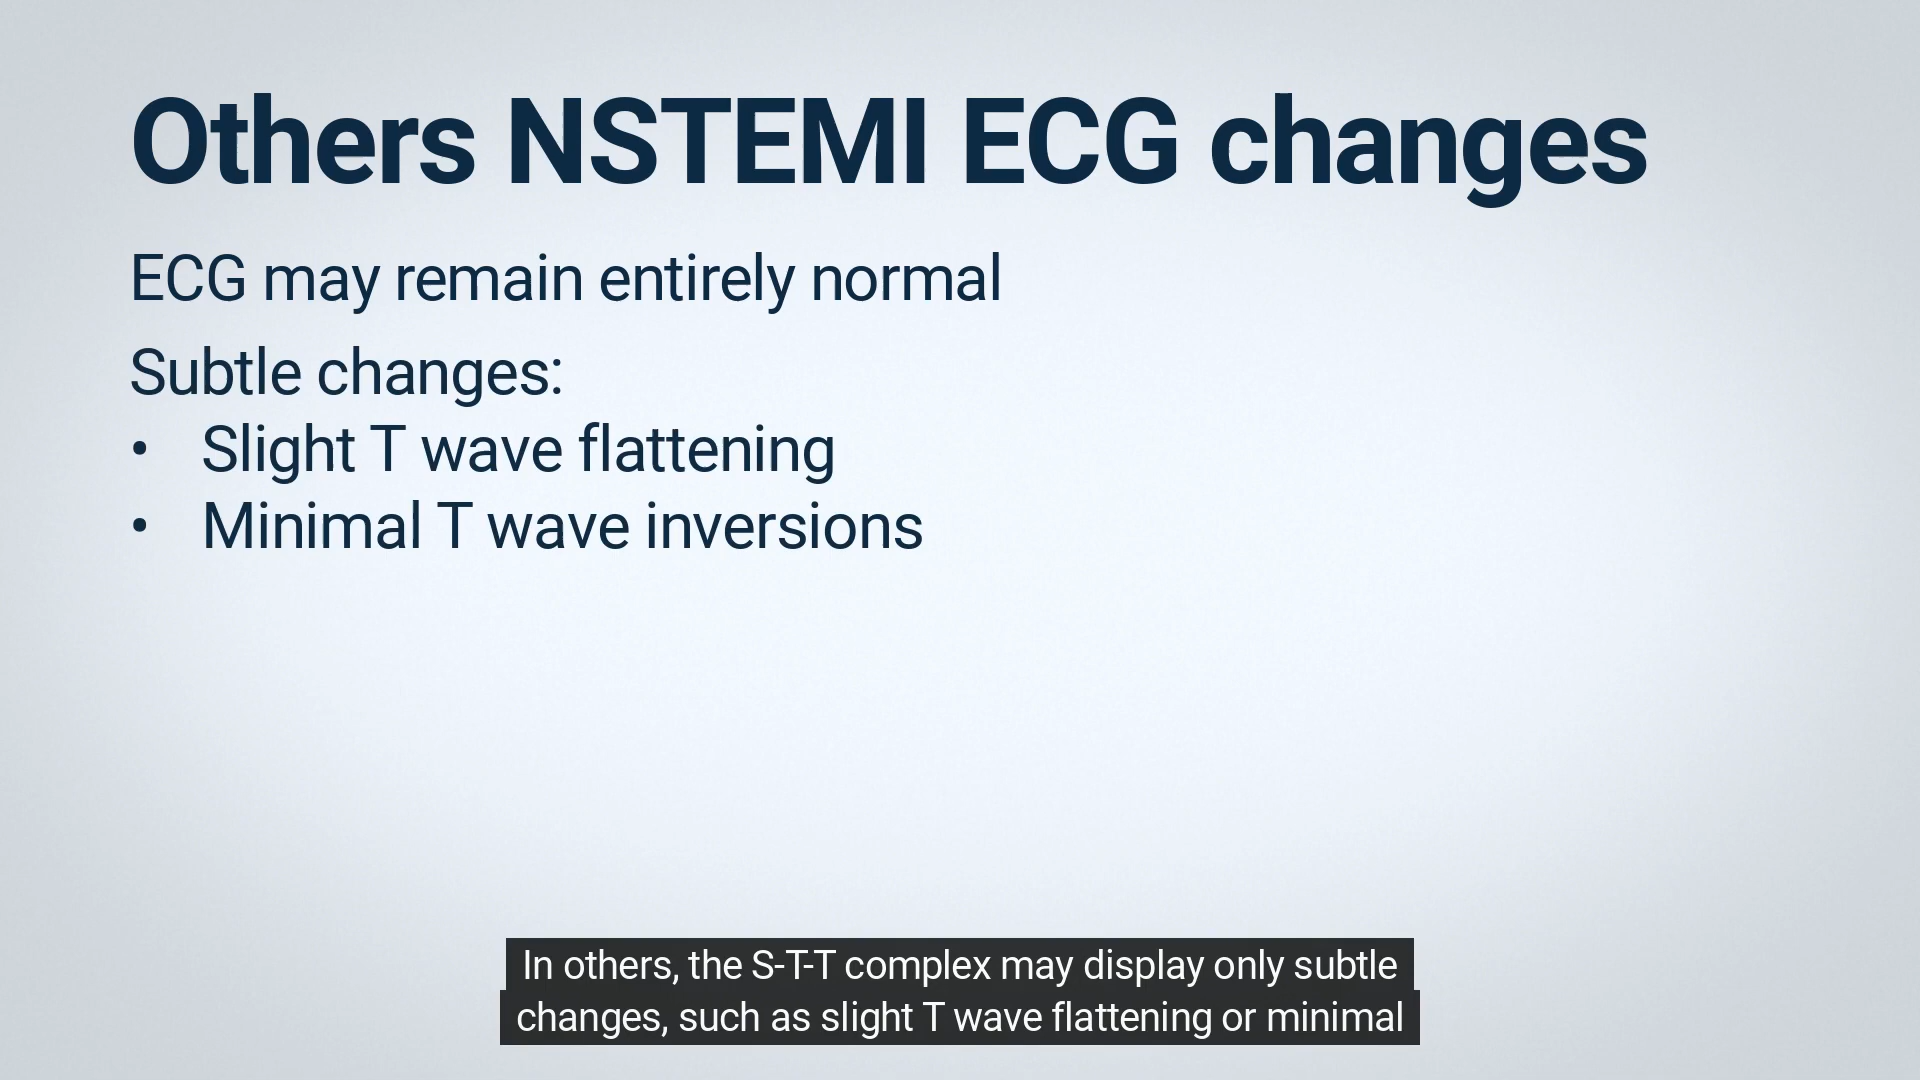 Others NSTEMI ECG changes
ECG may remain entirely normal
Subtle changes:
• Slight T wave flattening
• Minimal T wave inversions
In others, the S-T-T complex may display only subtle
changes, such as slight T wave flattening or minimal